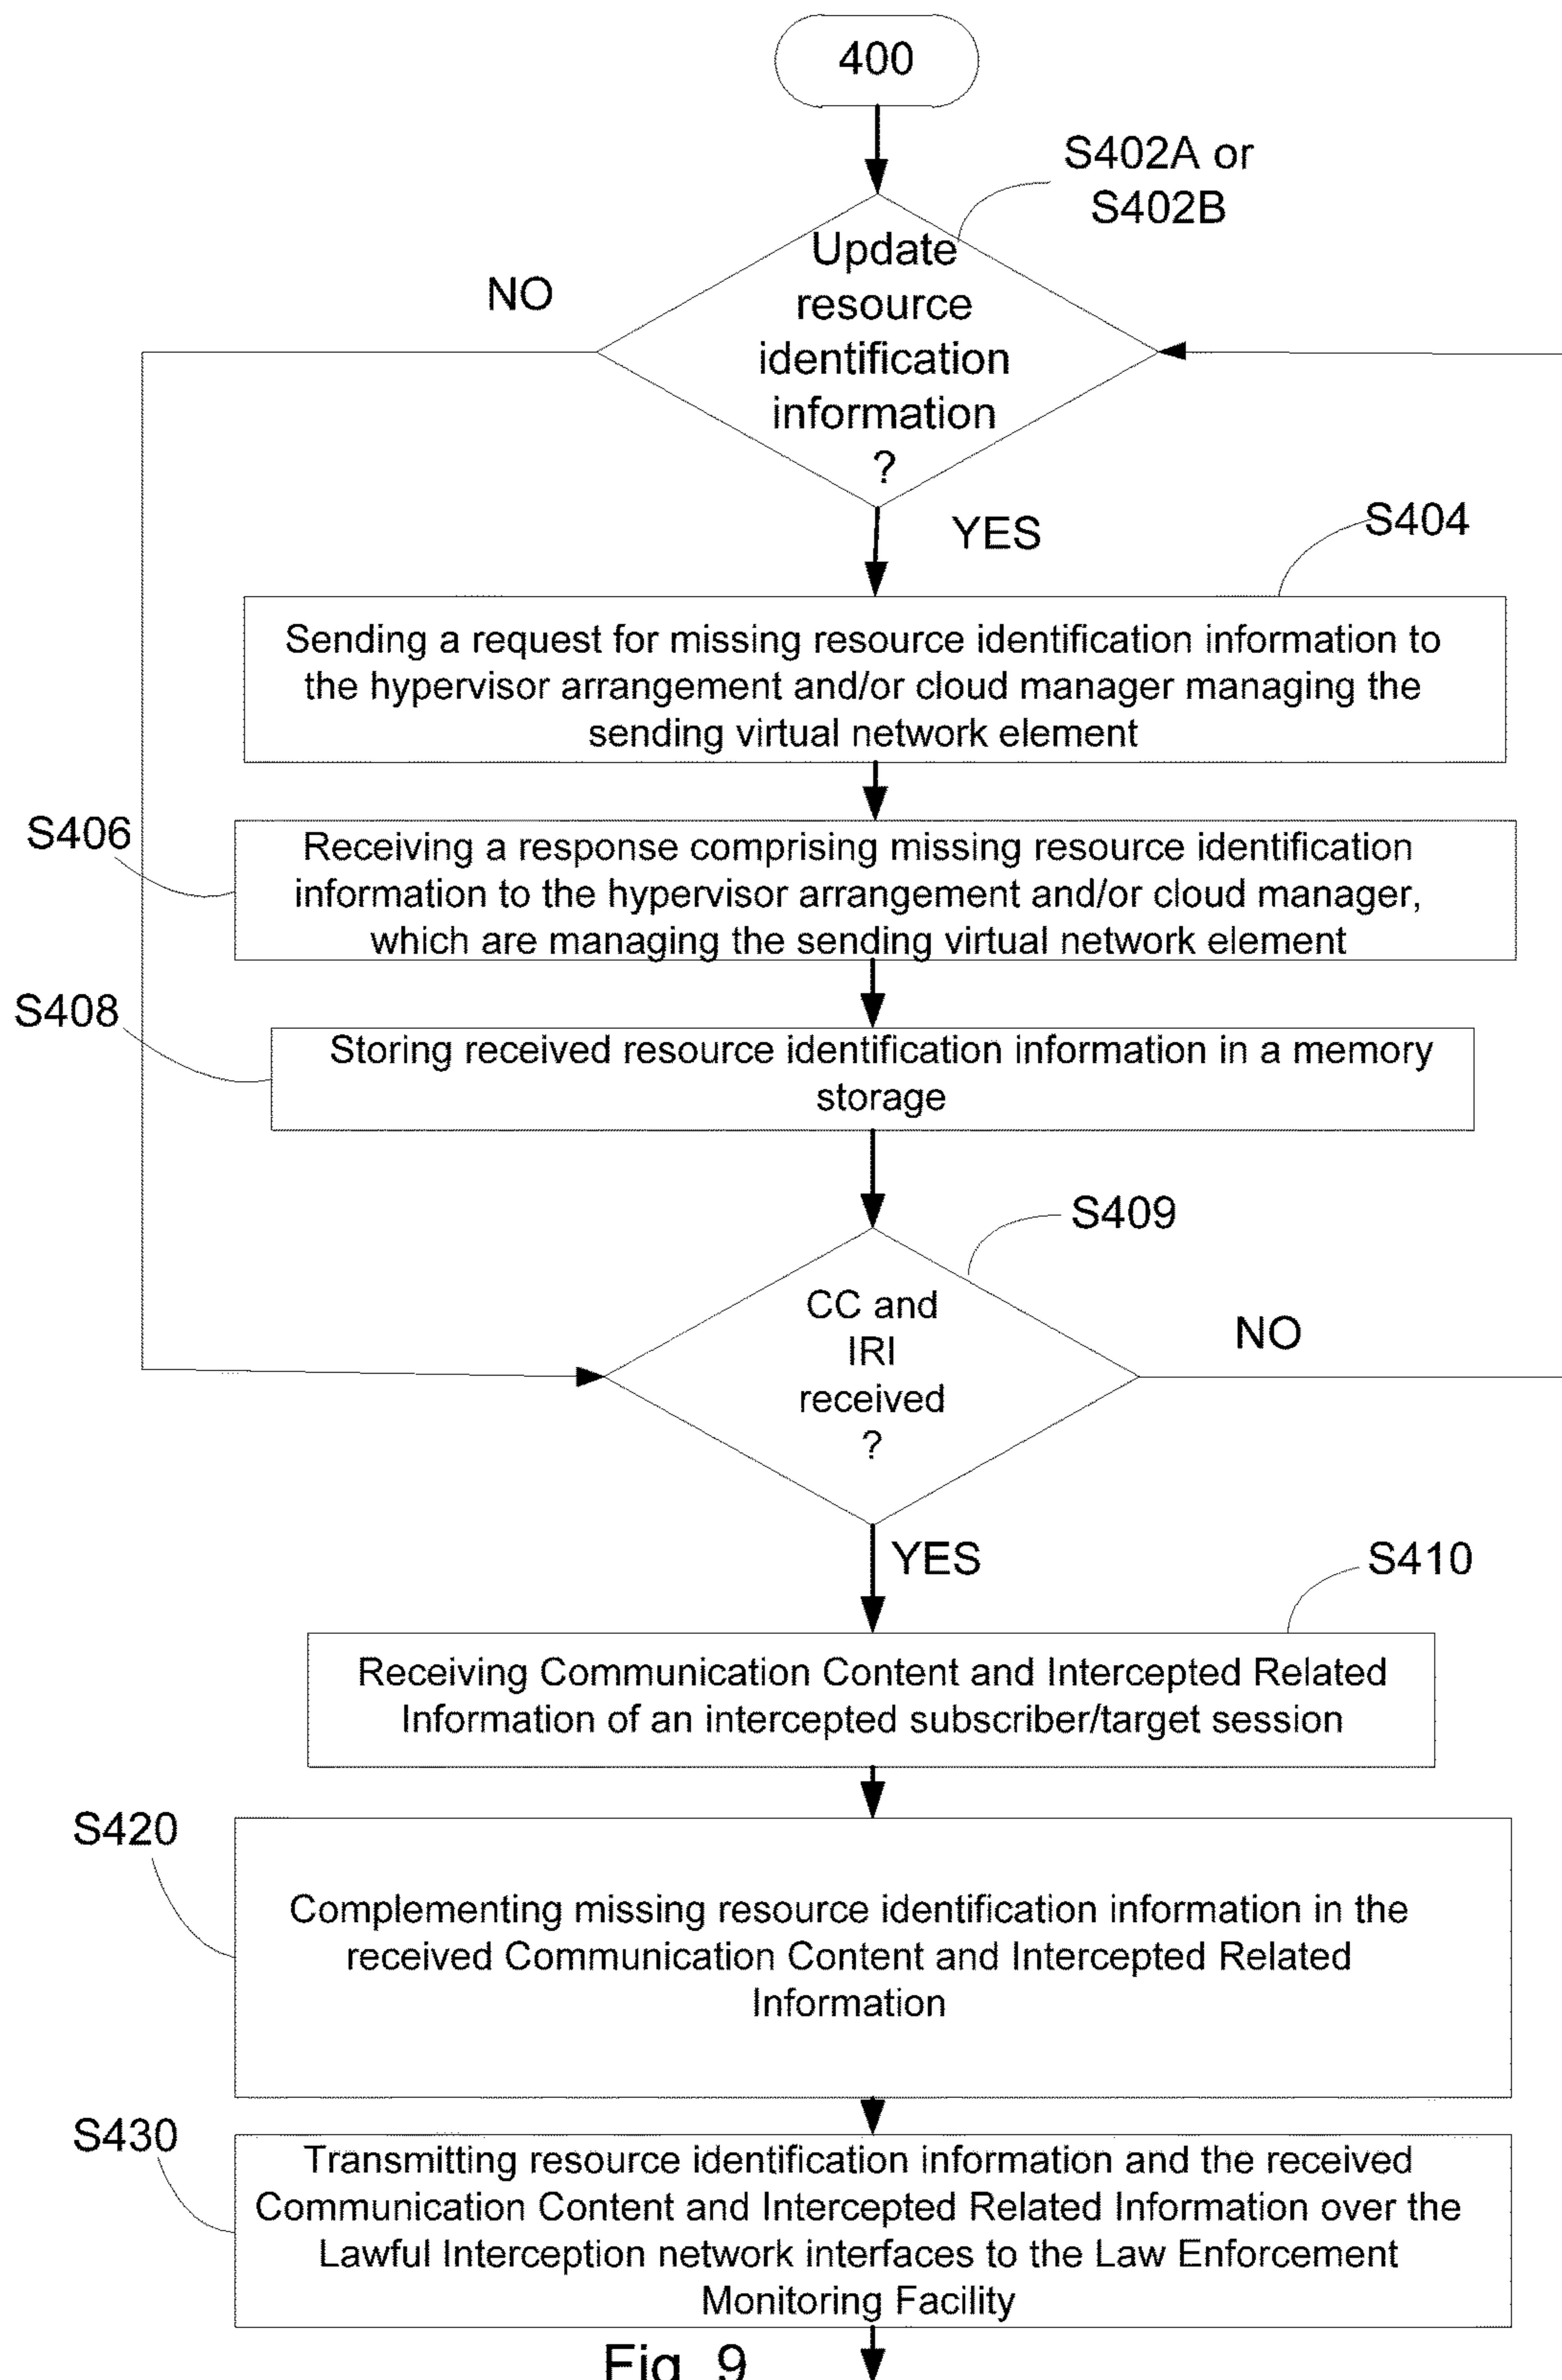 400
S402A or
S402B
Update
resource
identification
information
?
NO
YES
S404
Sending a request for missing resource identification information to
the hypervisor arrangement and/or cloud manager managing the
sending virtual network element
S406
Receiving a response comprising missing resource identification
information to the hypervisor arrangement and/or cloud manager,
which are managing the sending virtual network element
S408
Storing received resource identification information in a memory
storage
S409
CC and
IRI
received
?
NO
YES
S410
Receiving Communication Content and Intercepted Related
Information of an intercepted subscriber/target session
S420
Complementing missing resource identification information in the
received Communication Content and Intercepted Related
Information
S430
Transmitting resource identification information and the received
Communication Content and Intercepted Related Information over the
Lawful Interception network interfaces to the Law Enforcement
Monitoring Facility
Fig. 9